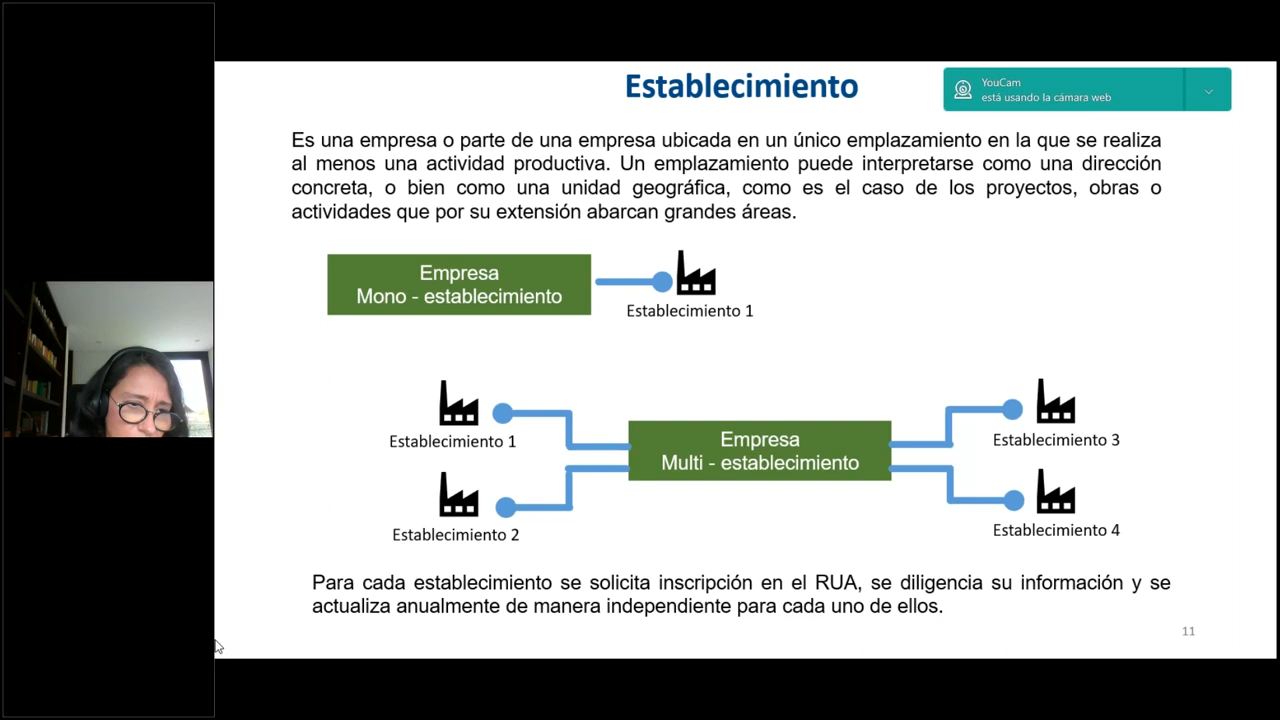 Establecimiento
YouCam
está usando la cámara web
Es una empresa o parte de una empresa ubicada en un único emplazamiento en la que se realiza
al menos una actividad productiva. Un emplazamiento puede interpretarse como una dirección
concreta, o bien como una unidad geográfica, como es el caso de los proyectos, obras o
actividades que por su extensión abarcan grandes áreas.
Empresa
Mono - establecimiento
Establecimiento 1
Establecimiento 1
Establecimiento 2
Empresa
Multi - establecimiento
Establecimiento 3
Establecimiento 4
Para cada establecimiento se solicita inscripción en el RUA, se diligencia su información y se
actualiza anualmente de manera independiente para cada uno de ellos.
11